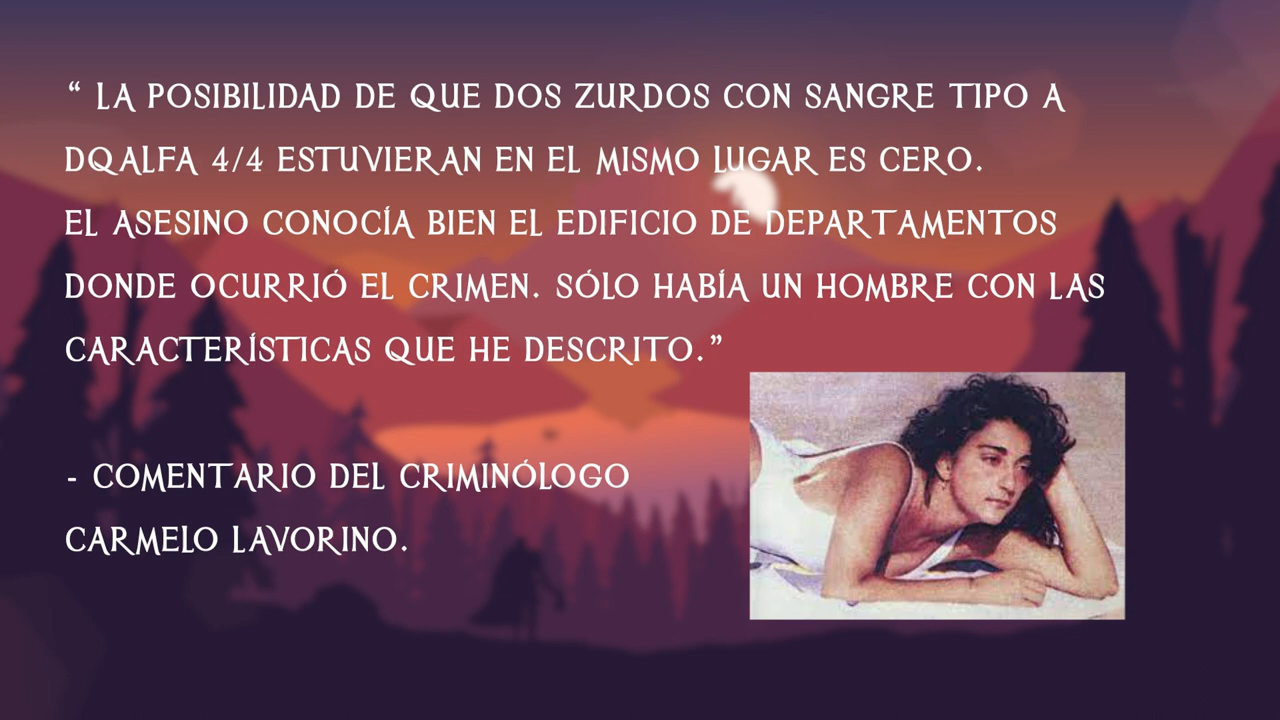 “ LA POSIBILIDAD DE QUE DOS ZURDOS CON SANGRE TIPO A
DQALFA 4/4 ESTUVIERAN EN EL MISMO LUGAR ES CERO.
EL ASESINO CONOCÍA BIEN EL EDIFICIO DE DEPARTAMENTOS
DONDE OCURRIÓ EL CRIMEN. SÓLO HABÍA UN HOMBRE CON LAS
CARACTERÍSTICAS QUE HE DESCRITO.”
- COMENTARIO DEL CRIMINÓLOGO
CARMELO LAVORINO.